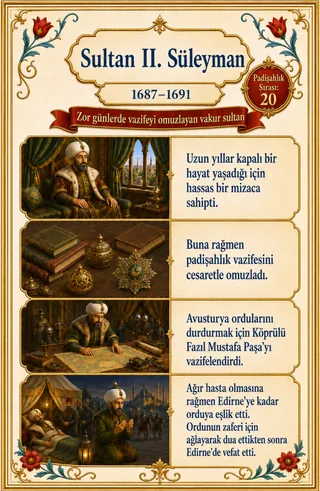 Sultan II. Süleyman
1687–1691
Padişahlık
Sırası:
20
Zor günlerde vazifeyi omuzlayan vakur sultan
Uzun yıllar kapalı bir
hayat yaşadığı için
hassas bir mizaca
sahipti.
Buna rağmen
padişahlık vazifesini
cesaretle omuzladı.
Avusturya ordularını
durdurmak için Köprülü
Fazıl Mustafa Paşa'yı
vazifelendirdi.
Ağır hasta olmasına
rağmen Edirne'ye kadar
orduya eşlik etti.
Ordunun zaferi için
ağlayarak dua ettikten sonra
Edirne'de vefat etti.